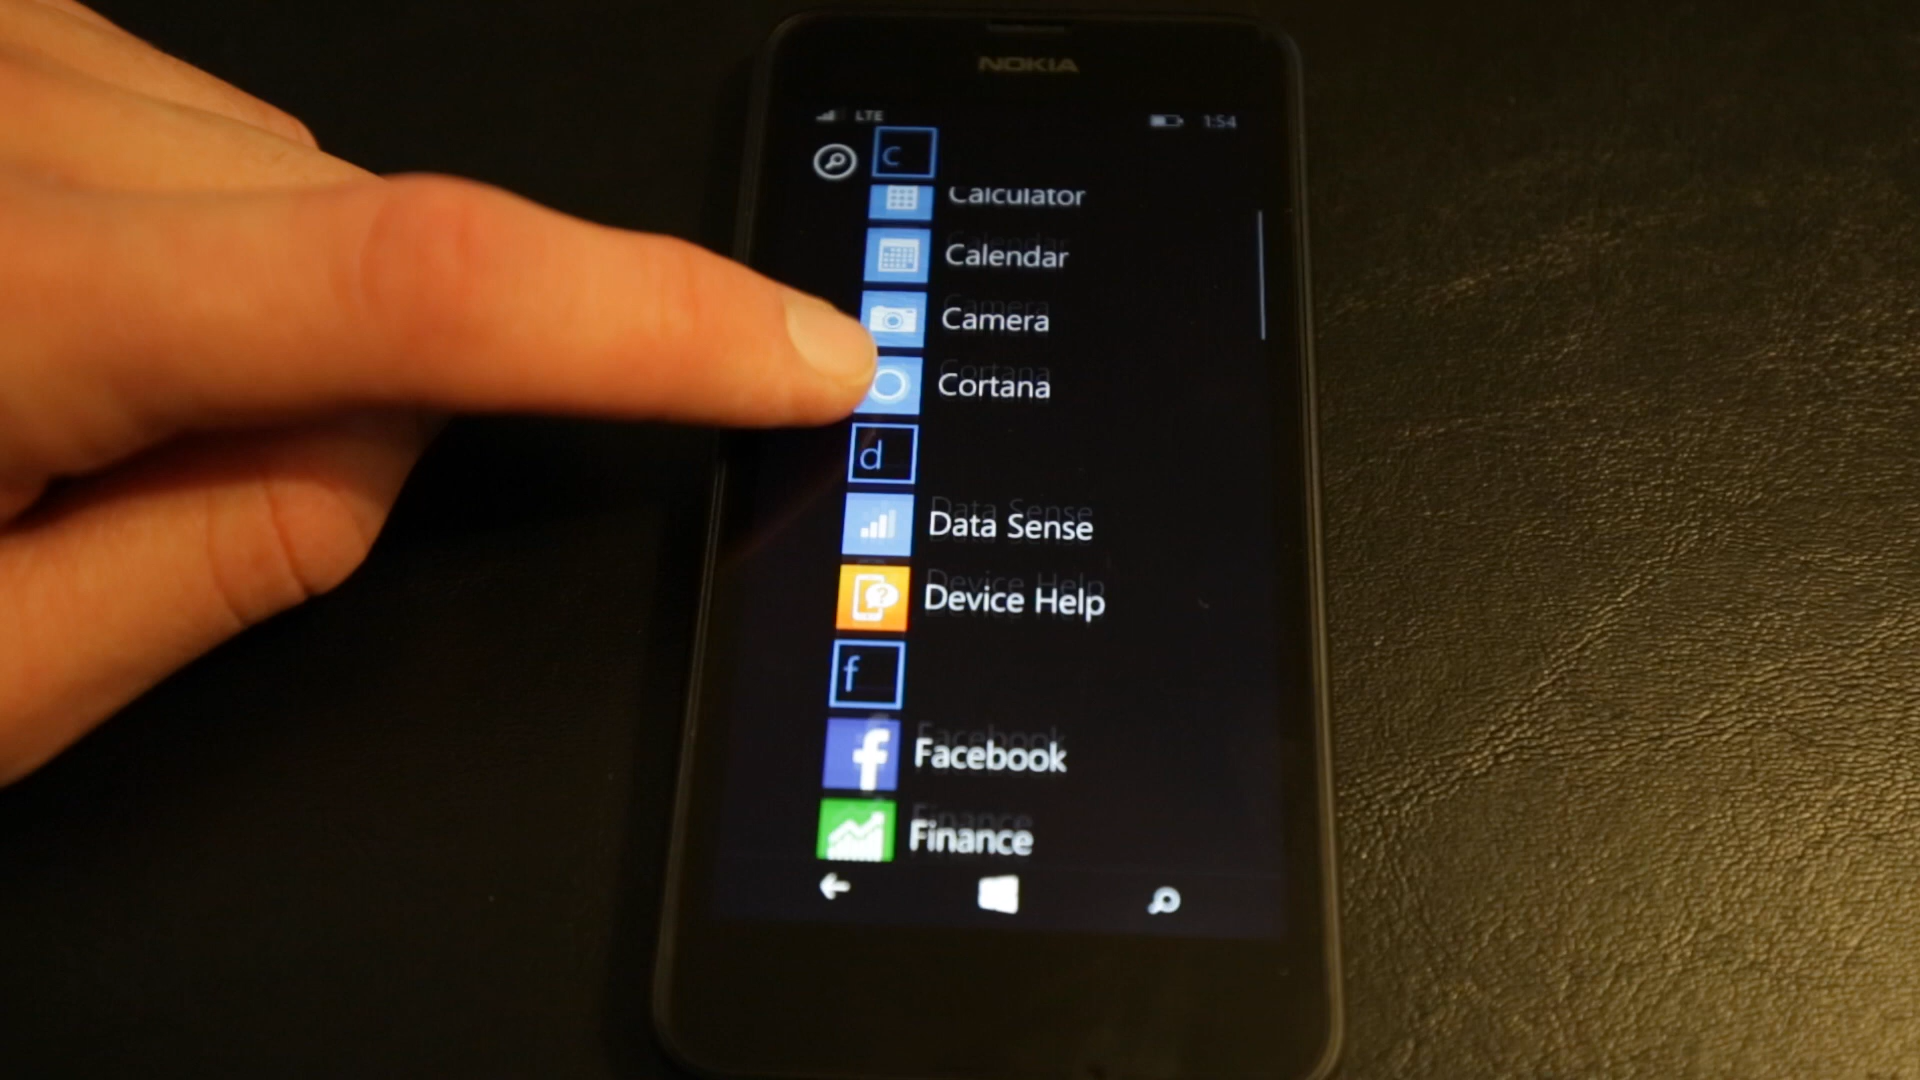 NOKIA
LTE 1:54
c
Calculator
Calendar
Camera
Cortana
d
Data Sense
Device Help
f
Facebook
Finance